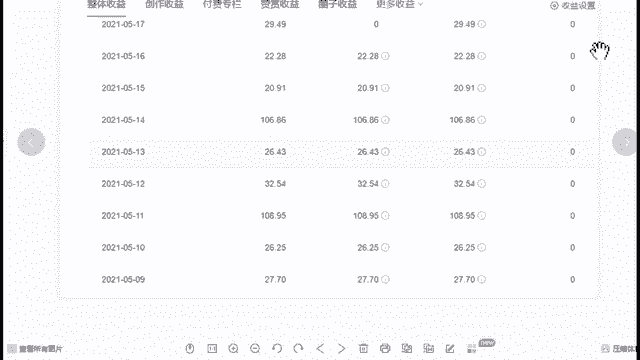 整体收益 创作收益 付费专栏 赞赏收益 圈子收益 更多收益 收益设置
2021-05-17 29.49 0 29.49 0
2021-05-16 22.28 22.28 22.28 0
2021-05-15 20.91 20.91 20.91 0
2021-05-14 106.86 106.86 106.86 0
2021-05-13 26.43 26.43 26.43 0
2021-05-12 32.54 32.54 32.54 0
2021-05-11 108.95 108.95 108.95 0
2021-05-10 26.25 26.25 26.25 0
2021-05-09 27.70 27.70 27.70 0
查看所有图片 1:1 new 压缩